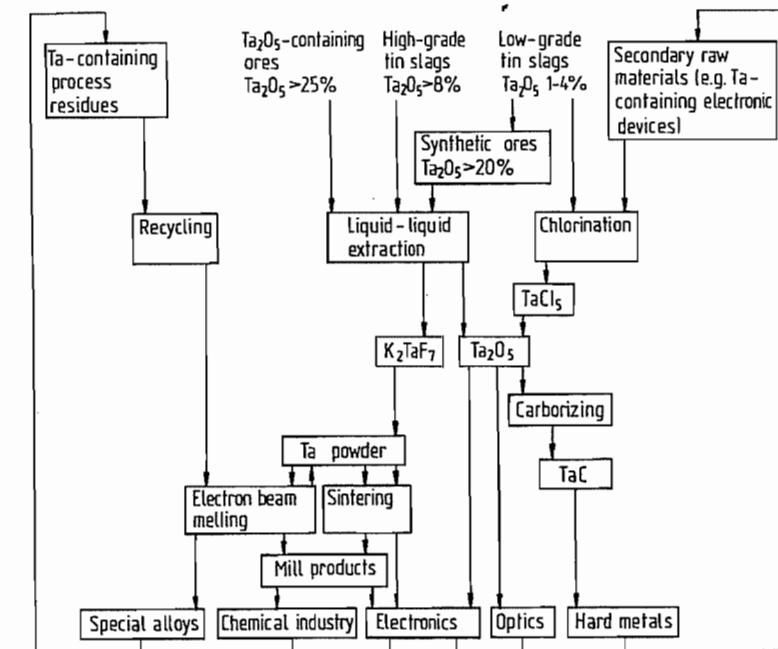 Ta-containing
process
residues
Ta₂O₅-containing
ores
Ta₂O₅>25%
High-grade
tin slags
Ta₂O₅>8%
Low-grade
tin slags
Ta₂O₅ 1-4%
Secondary raw
materials (e.g. Ta-
containing electronic
devices)
Synthetic ores
Ta₂O₅>20%
Recycling
Liquid-liquid
extraction
Chlorination
TaCl₅
K₂TaF₇
Ta₂O₅
Carborizing
Ta powder
TaC
Electron beam
melling
Sintering
Mill products
Special alloys
Chemical industry
Electronics
Optics
Hard metals